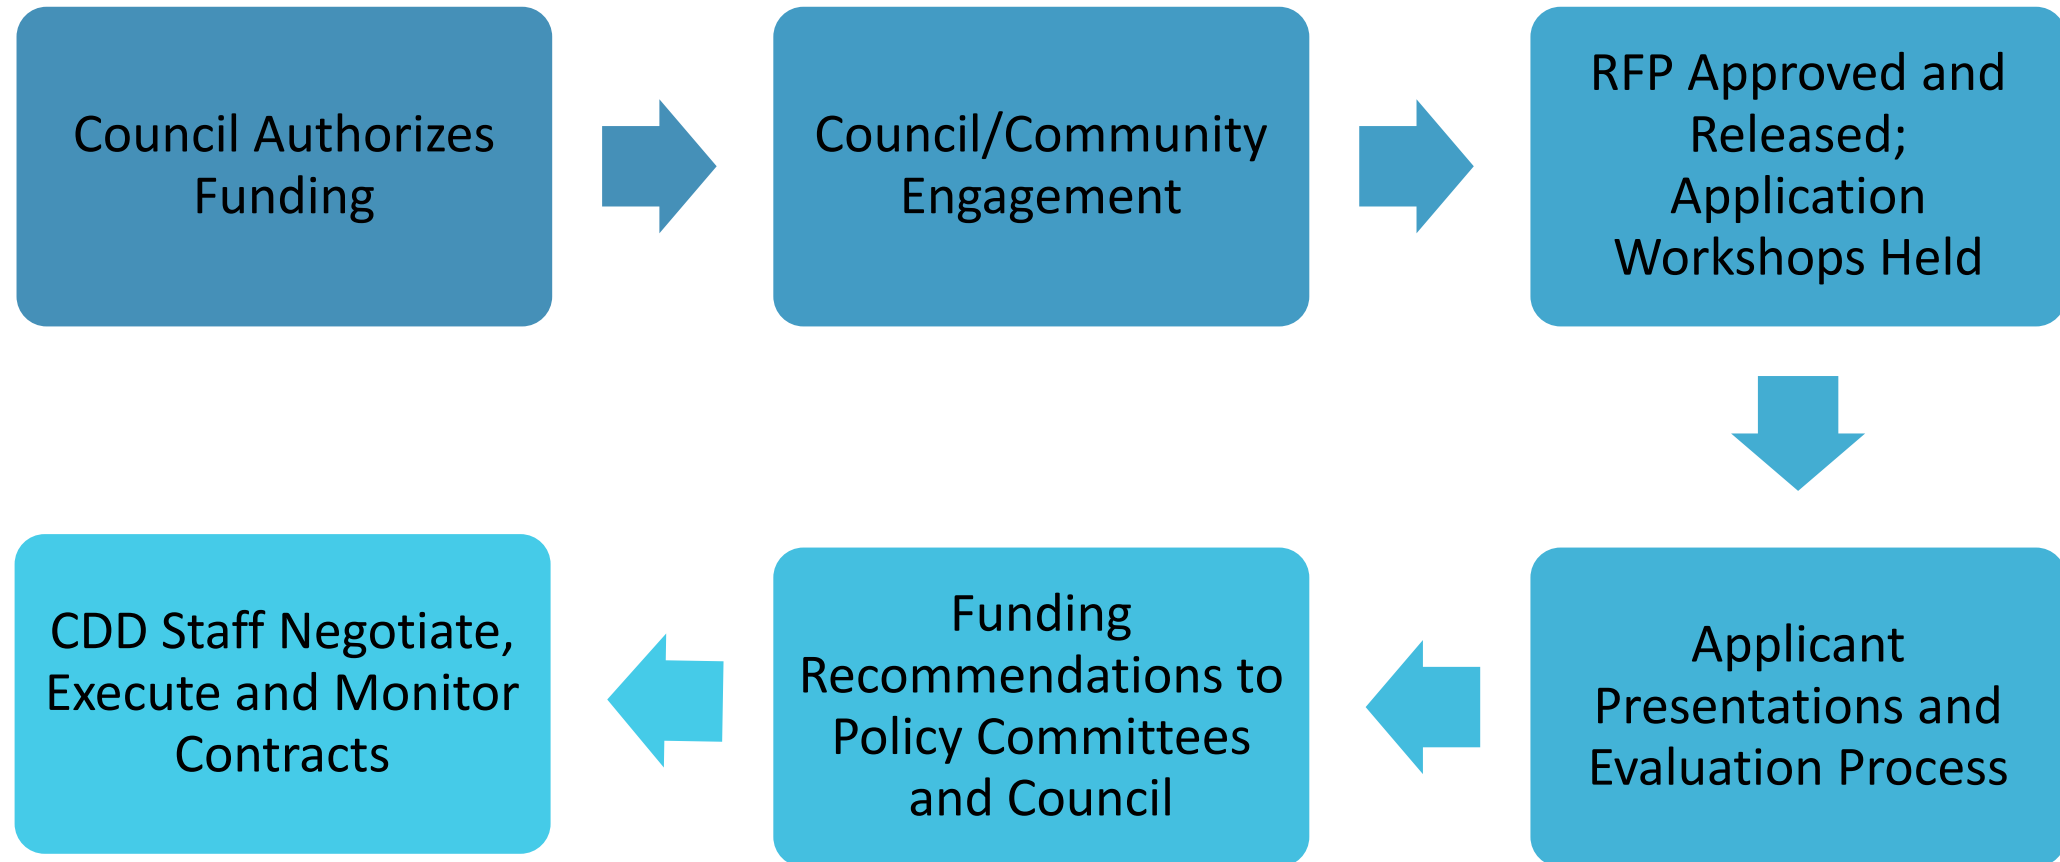 Council Authorizes
Funding
Council/Community
Engagement
RFP Approved and
Released;
Application
Workshops Held
Applicant
Presentations and
Evaluation Process
Funding
Recommendations to
Policy Committees
and Council
CDD Staff Negotiate,
Execute and Monitor
Contracts